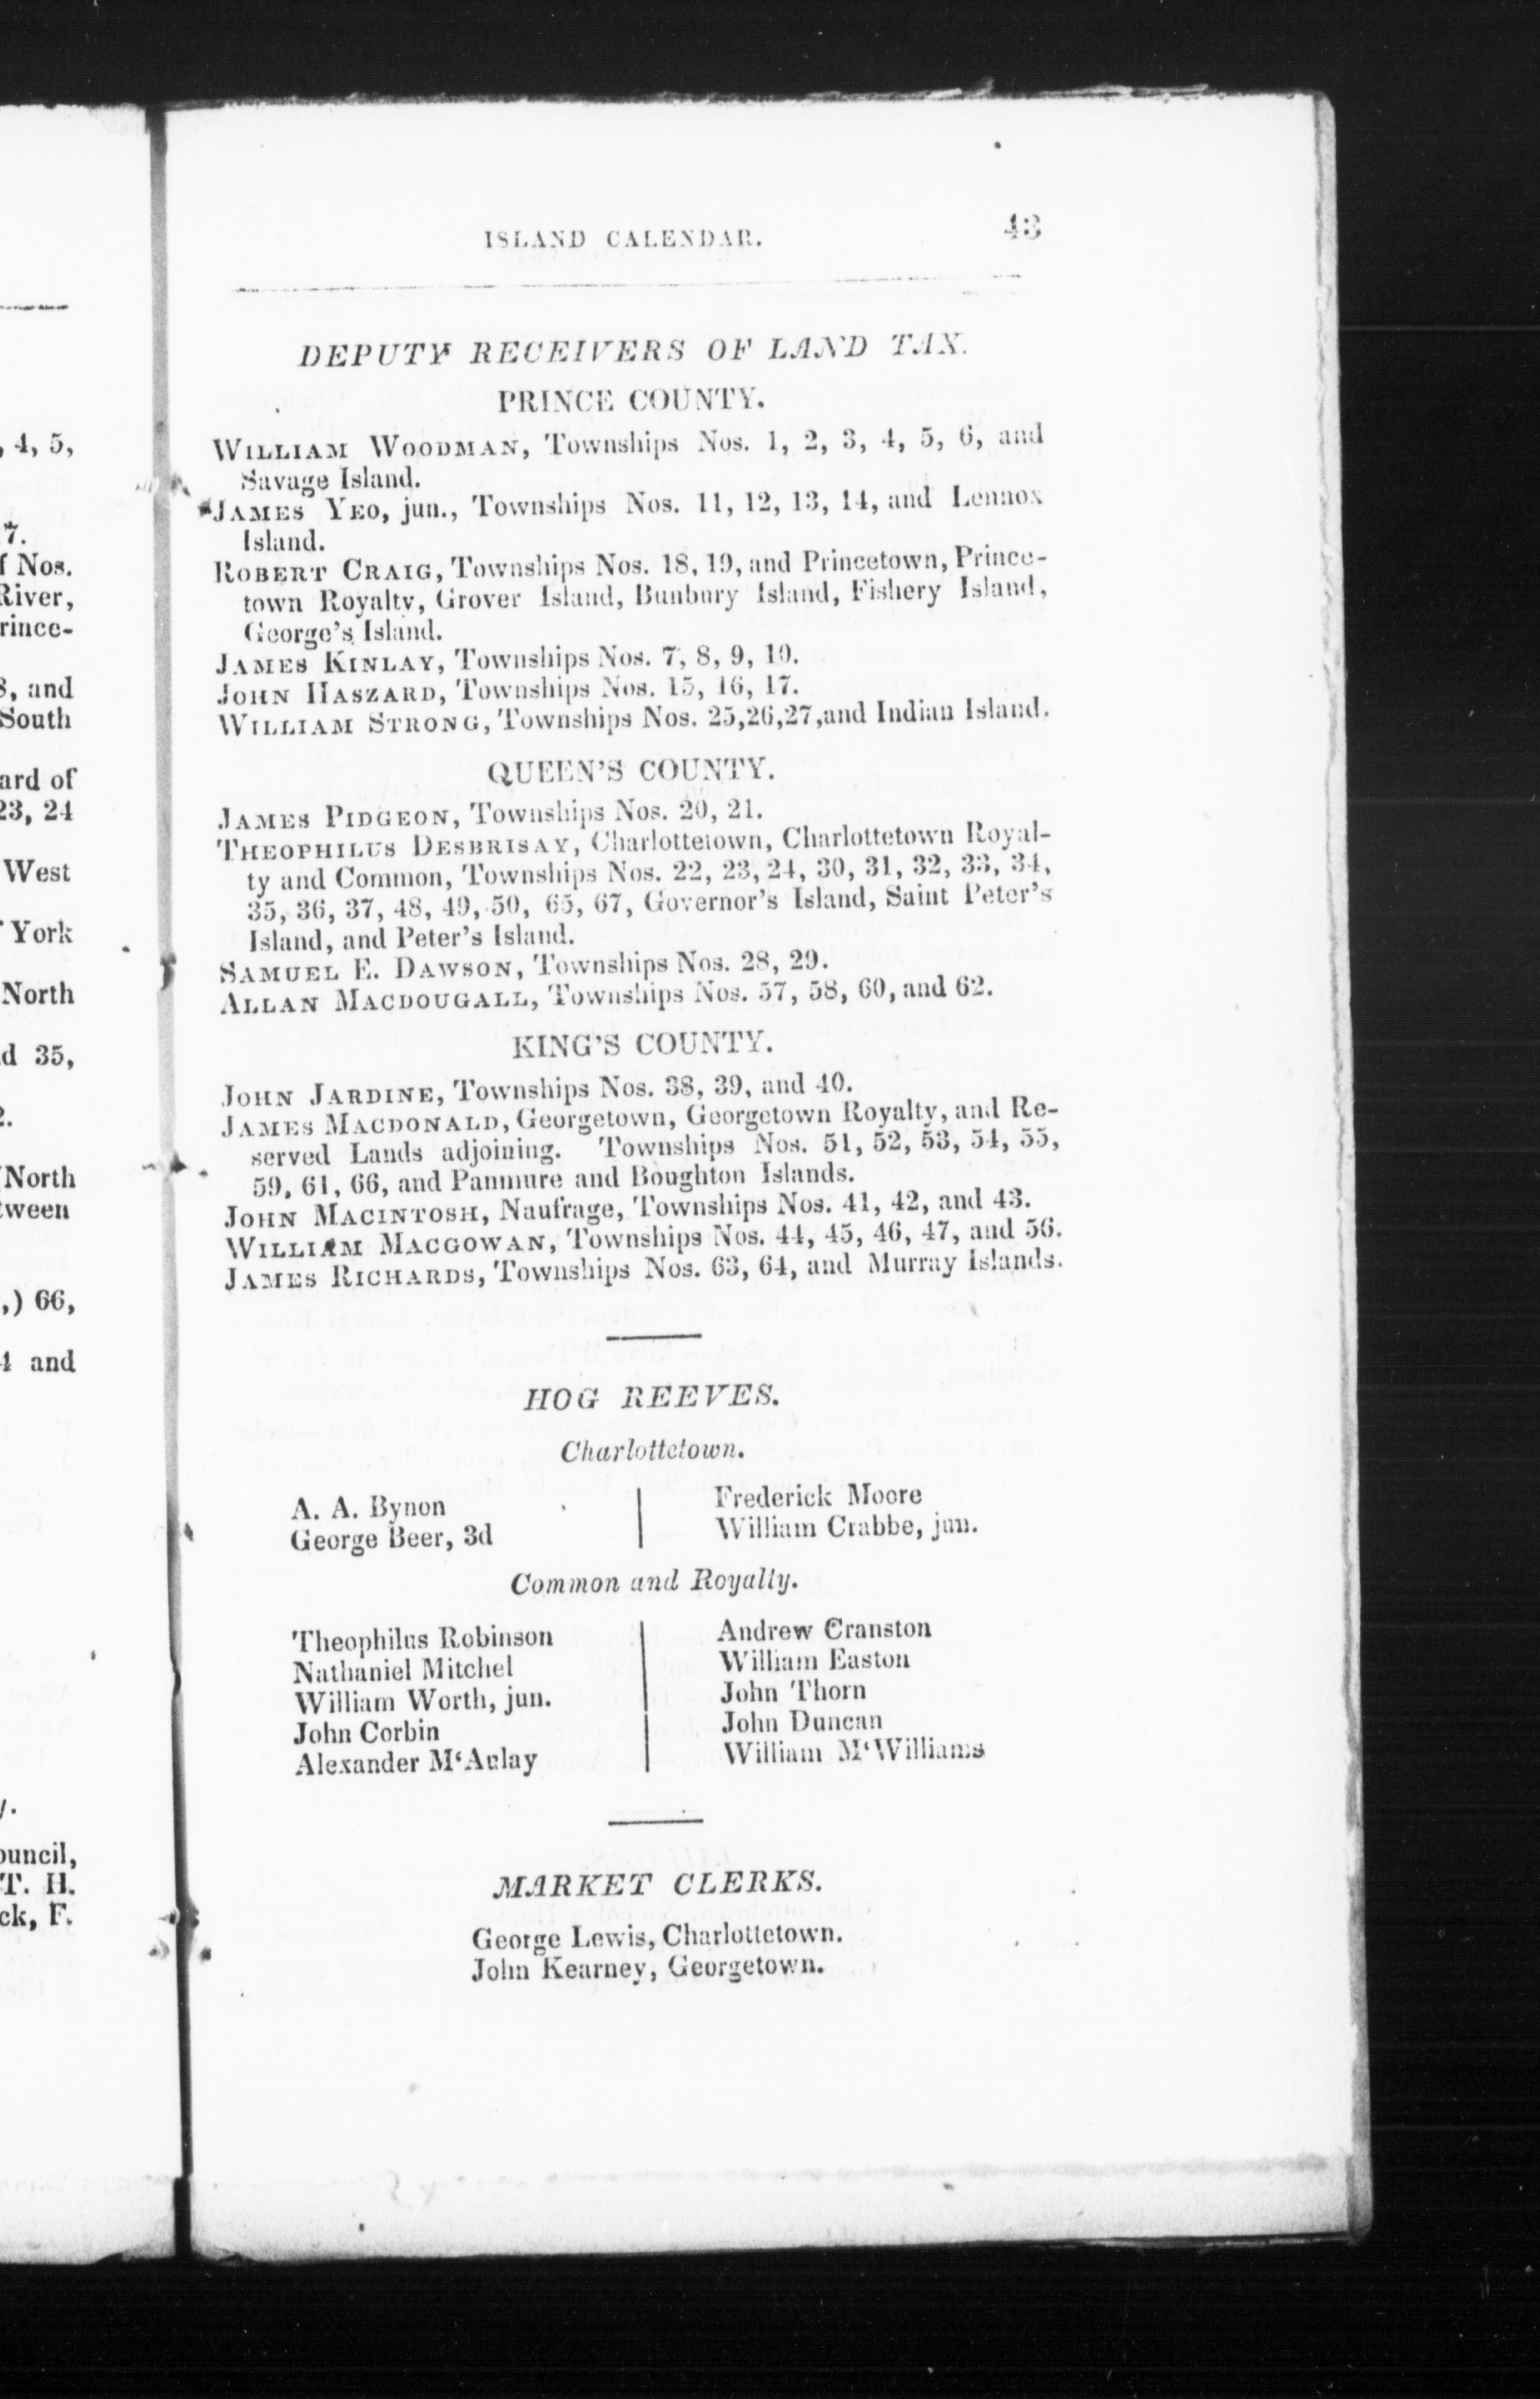 ISLAND CALENDAR. 43
DEPUTY RECEIVERS OF LAND TAX.
PRINCE COUNTY.
WILLIAM WOODMAN, Townships Nos. 1, 2, 3, 4, 5, 6, and
Savage Island.
JAMES YEO, jun., Townships Nos. 11, 12, 13, 14, and Lennox
Island.
ROBERT CRAIG, Townships Nos. 18, 19, and Princetown, Prince-
town Royalty, Grover Island, Bunbury Island, Fishery Island,
George's Island.
JAMES KINLAY, Townships Nos. 7, 8, 9, 10.
JOHN HASZARD, Townships Nos. 15, 16, 17.
WILLIAM STRONG, Townships Nos. 25,26,27,and Indian Island.
QUEEN'S COUNTY.
JAMES PIDGEON, Townships Nos. 20, 21.
THEOPHILUS DESBRISAY, Charlottetown, Charlottetown Royal-
ty and Common, Townships Nos. 22, 23, 24, 30, 31, 32, 33, 34,
35, 36, 37, 48, 49, 50, 65, 67, Governor's Island, Saint Peter's
Island, and Peter's Island.
SAMUEL E. DAWSON, Townships Nos. 28, 29.
ALLAN MACDOUGALL, Townships Nos. 57, 58, 60, and 62.
KING'S COUNTY.
JOHN JARDINE, Townships Nos. 38, 39, and 40.
JAMES MACDONALD, Georgetown, Georgetown Royalty, and Re-
served Lands adjoining. Townships Nos. 51, 52, 53, 54, 55,
59, 61, 66, and Panmure and Boughton Islands.
JOHN MACINTOSH, Naufrage, Townships Nos. 41, 42, and 43.
WILLIAM MACGOWAN, Townships Nos. 44, 45, 46, 47, and 56.
JAMES RICHARDS, Townships Nos. 63, 64, and Murray Islands.
HOG REEVES.
Charlottetown.
A. A. Bynon
George Beer, 3d
Frederick Moore
William Crabbe, jun.
Common and Royalty.
Theophilus Robinson
Nathaniel Mitchel
William Worth, jun.
John Corbin
Alexander M'Aulay
Andrew Cranston
William Easton
John Thorn
John Duncan
William M'Williams
MARKET CLERKS.
George Lewis, Charlottetown.
John Kearney, Georgetown.